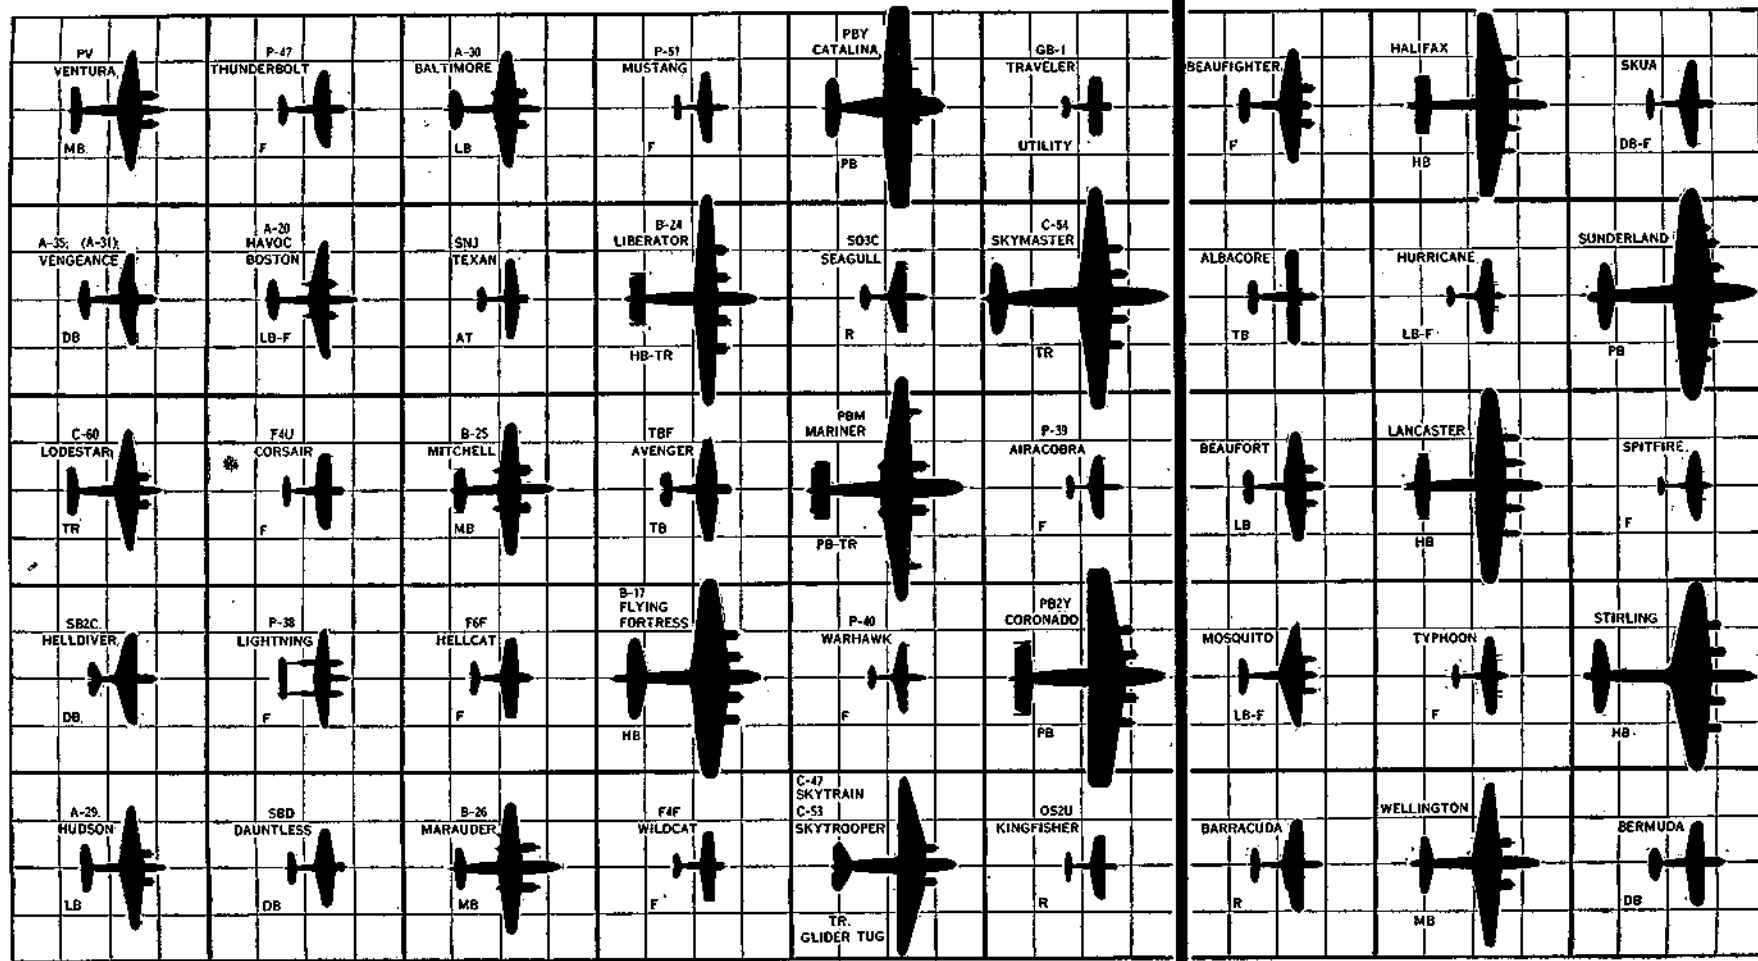 PV
VENTURA
MB.
P-47
THUNDERBOLT
F
A-30
BALTIMORE
LB
P-51
MUSTANG
F
PBY
CATALINA
PB
GB-1
TRAVELER
UTILITY
BEAUFIGHTER
F
HALIFAX
HB
SKUA
DB-F
A-35; (A-31);
VENGEANCE
DB
A-20
HAVOC
BOSTON
LB-F
SNJ
TEXAN
AT
B-24
LIBERATOR
HB-TR
SO3C
SEAGULL
R
C-54
SKYMASTER
TR
ALBACORE
TB
HURRICANE
LB-F
SUNDERLAND
PB
C-60
LODESTAR
TR
F4U
CORSAIR
F
B-25
MITCHELL
MB
TBF
AVENGER
TB
PBM
MARINER
PB-TR
P-39
AIRACOBRA
F
BEAUFORT
LB
LANCASTER
HB
SPITFIRE
F
SB2C
HELLDIVER
DB
P-38
LIGHTNING
F
F6F
HELLCAT
F
B-17
FLYING
FORTRESS
HB
P-40
WARHAWK
F
PB2Y
CORONADO
PB
MOSQUITO
LB-F
TYPHOON
F
STIRLING
HB
A-29
HUDSON
LB
SBD
DAUNTLESS
DB
B-26
MARAUDER
MB
F4F
WILDCAT
F
C-47
SKYTRAIN
C-53
SKYTROOPER
TR.
GLIDER TUG
OS2U
KINGFISHER
R
BARRACUDA
R
WELLINGTON
MB
BERMUDA
DB